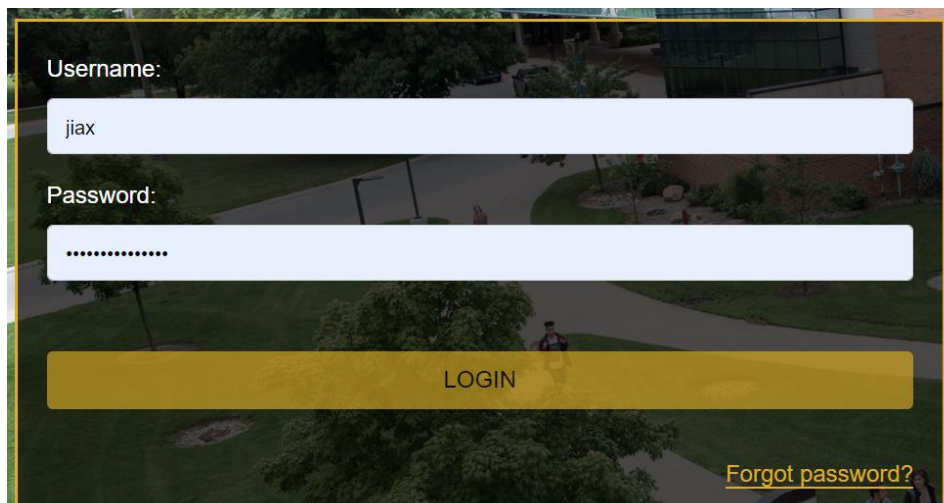 Username:
jiax
Password:
•••••••••••••••
LOGIN
Forgot password?